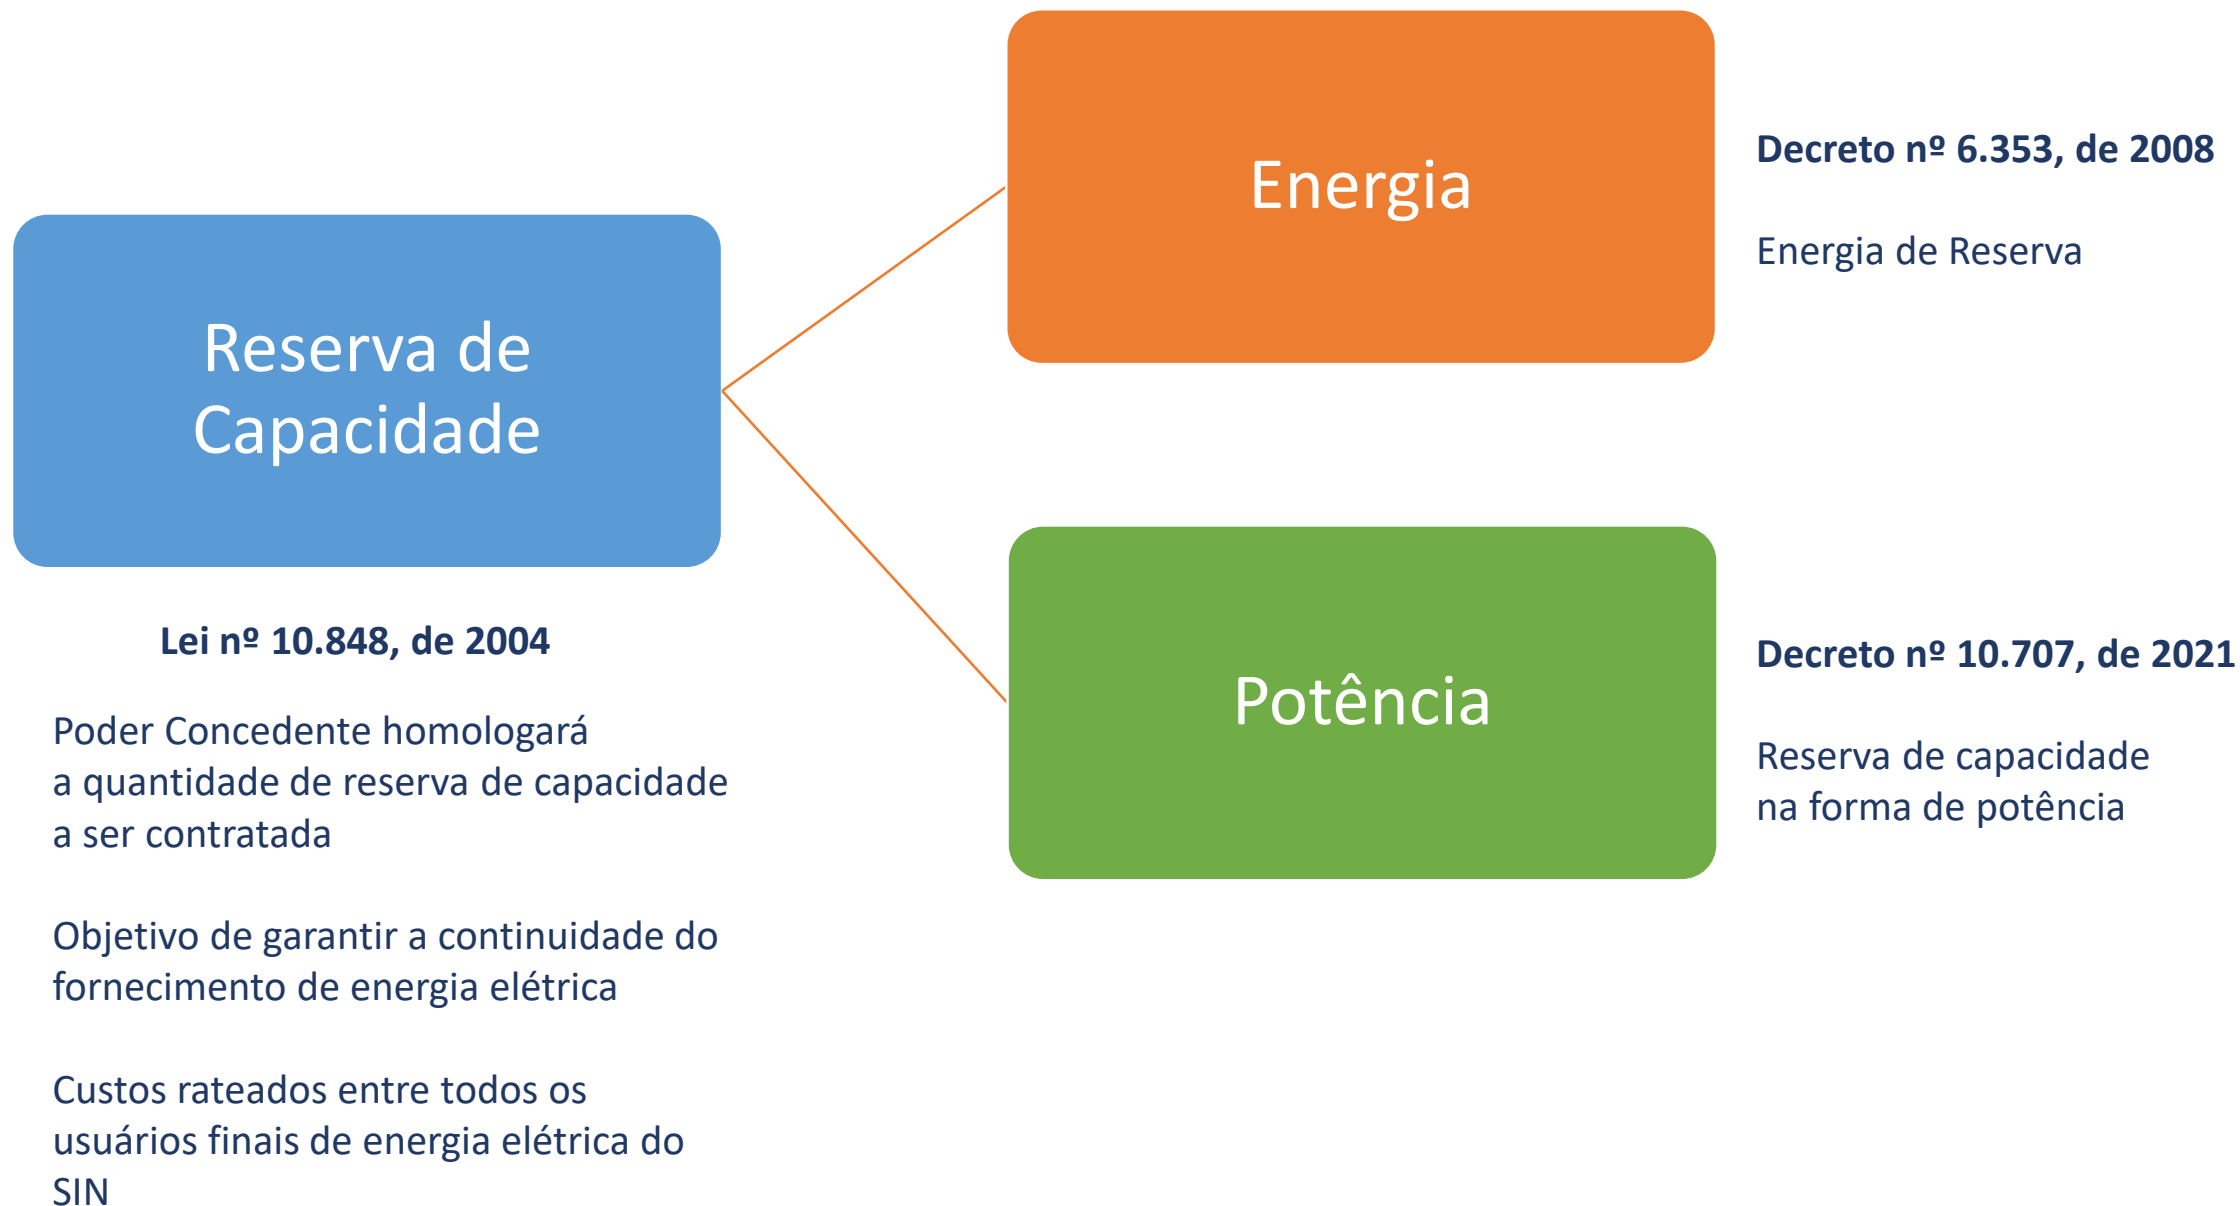 Reserva de
Capacidade
Lei nº 10.848, de 2004
Poder Concedente homologará
a quantidade de reserva de capacidade
a ser contratada
Objetivo de garantir a continuidade do
fornecimento de energia elétrica
Custos rateados entre todos os
usuários finais de energia elétrica do
SIN
Energia
Decreto nº 6.353, de 2008
Energia de Reserva
Potência
Decreto nº 10.707, de 2021
Reserva de capacidade
na forma de potência